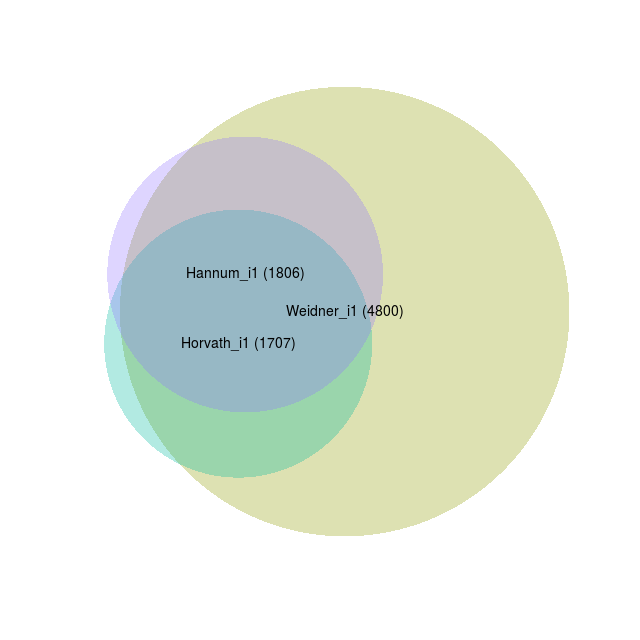 Hannum_i1 (1806)
Weidner_i1 (4800)
Horvath_i1 (1707)